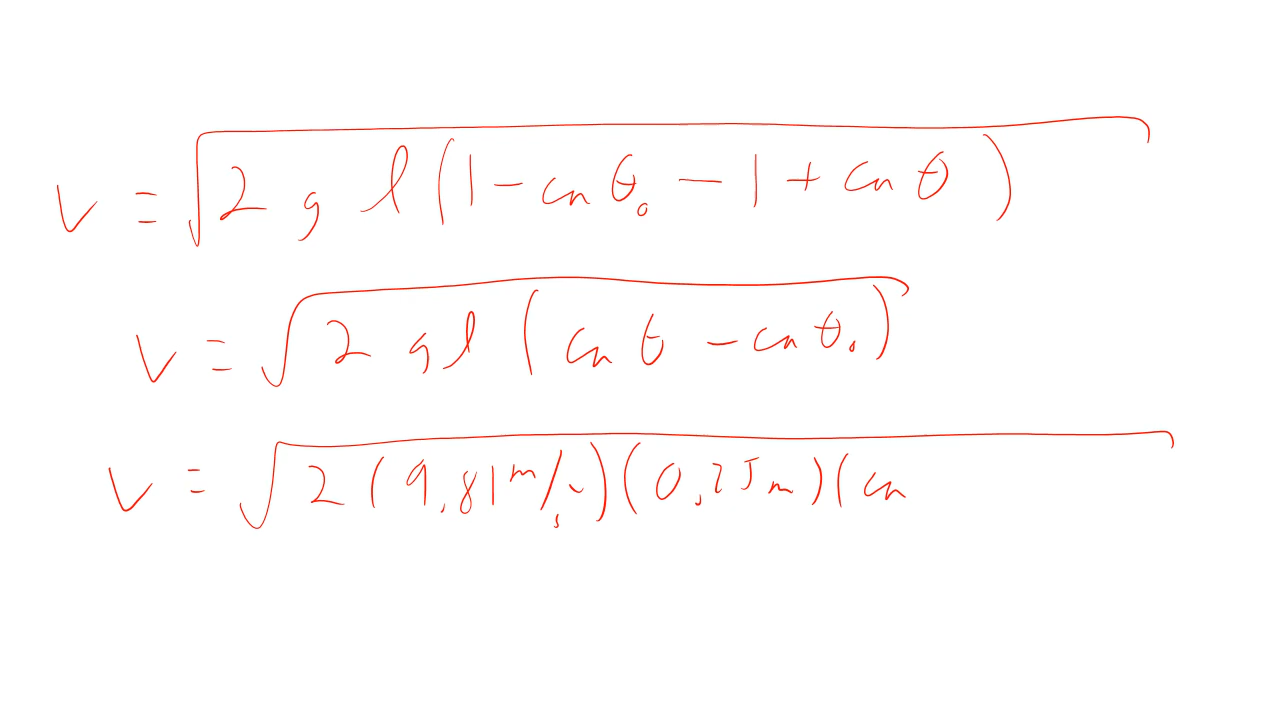 v = √(2 g l (1 - cos θ₀ - 1 + cos θ))
v = √(2 g l (cos θ - cos θ₀))
v = √(2 (9,81 m/s²) (0,25 m) (cos